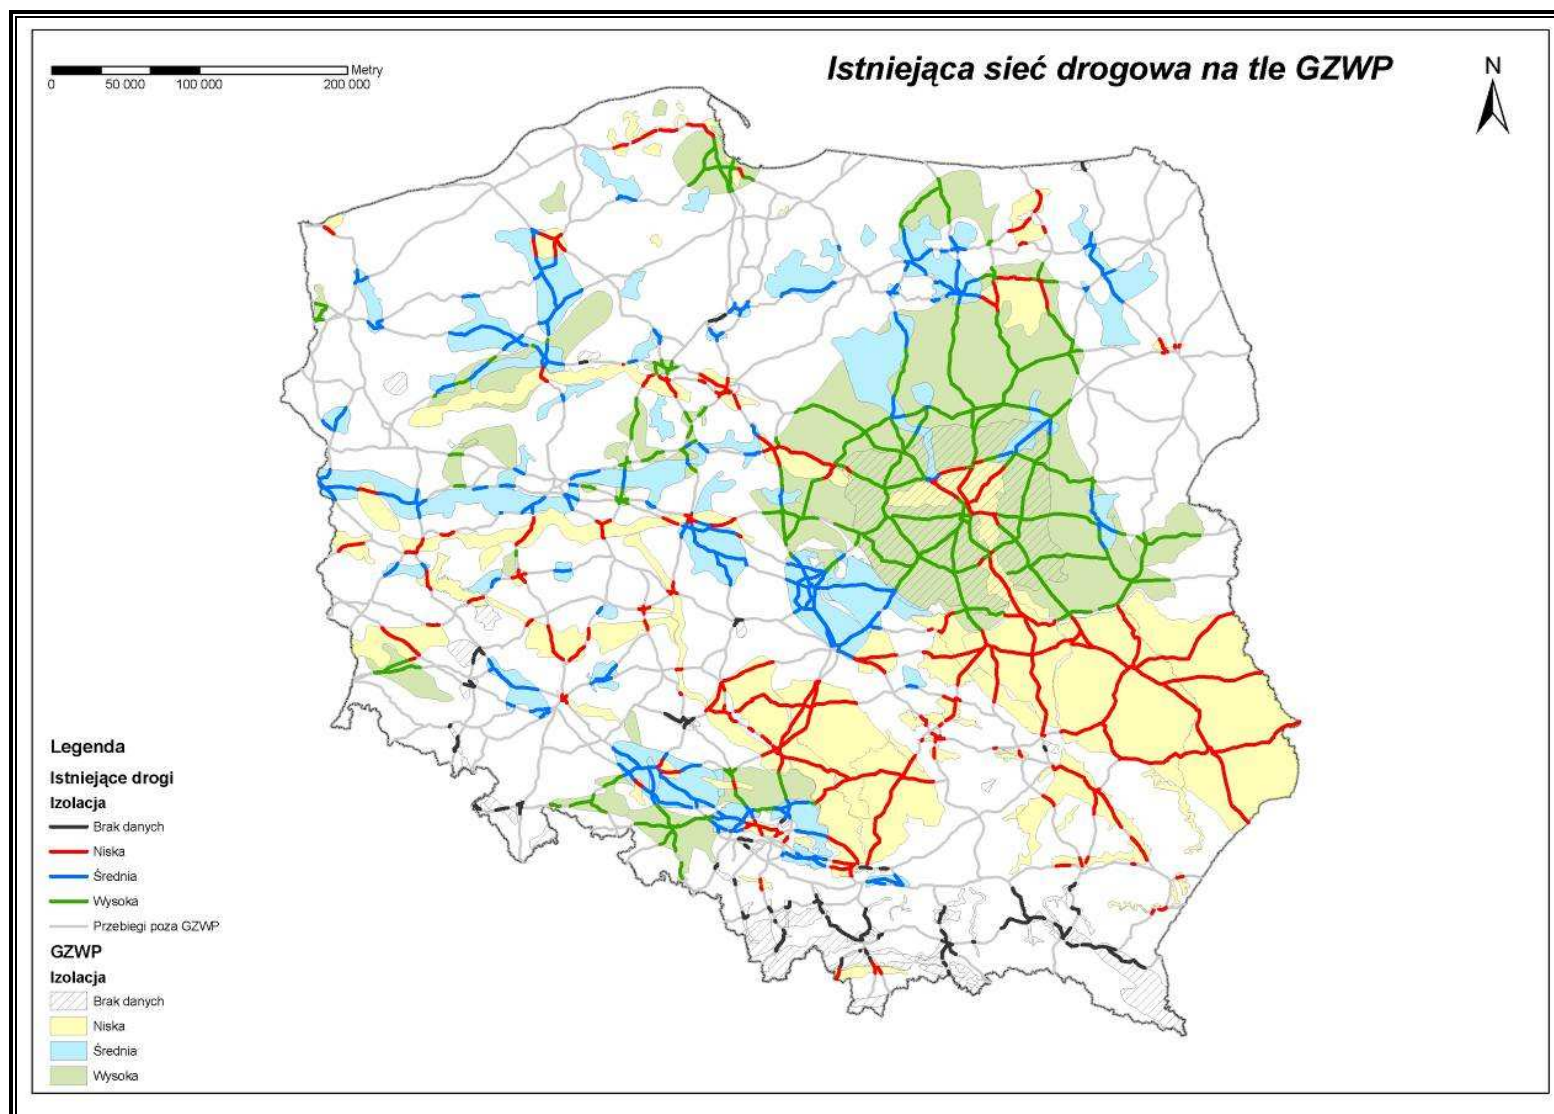 Istniejąca sieć drogowa na tle GZWP
N
Metry
0 50 000 100 000 200 000
Legenda
Istniejące drogi
Izolacja
Brak danych
Niska
Średnia
Wysoka
Przebiegi poza GZWP
GZWP
Izolacja
Brak danych
Niska
Średnia
Wysoka